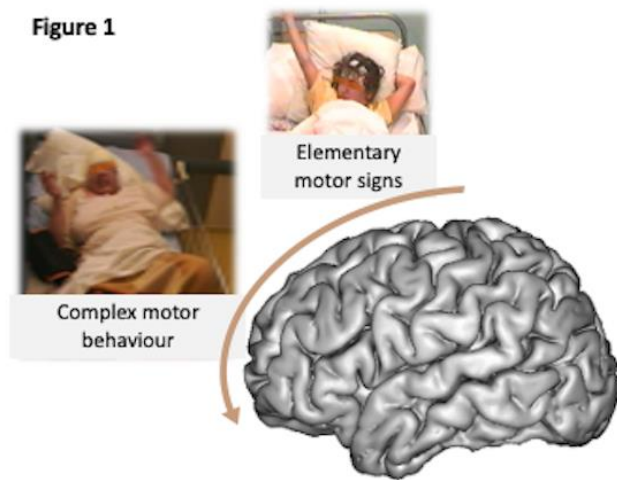 Figure 1
Elementary
motor signs
Complex motor
behaviour